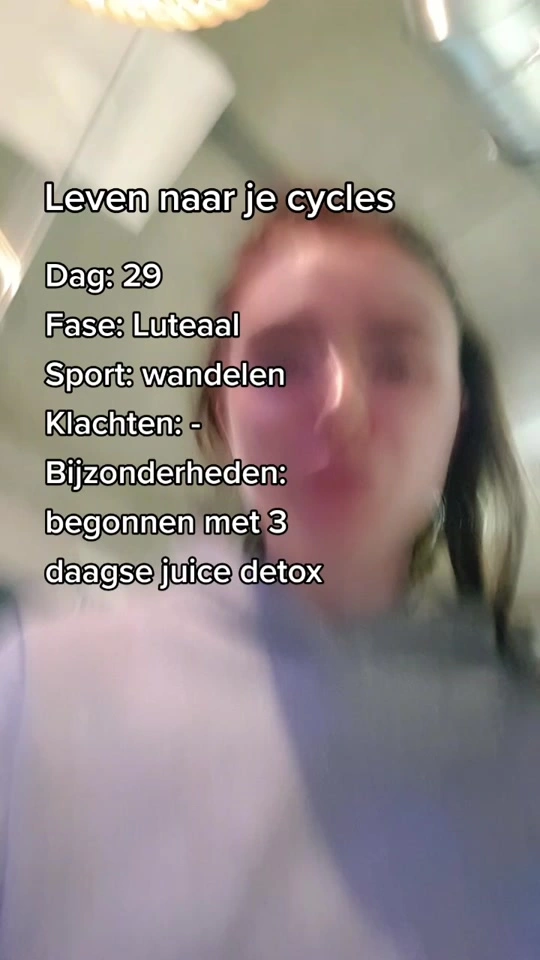 Leven naar je cycles
Dag: 29
Fase: Luteaal
Sport: wandelen
Klachten: -
Bijzonderheden:
begonnen met 3
daagse juice detox